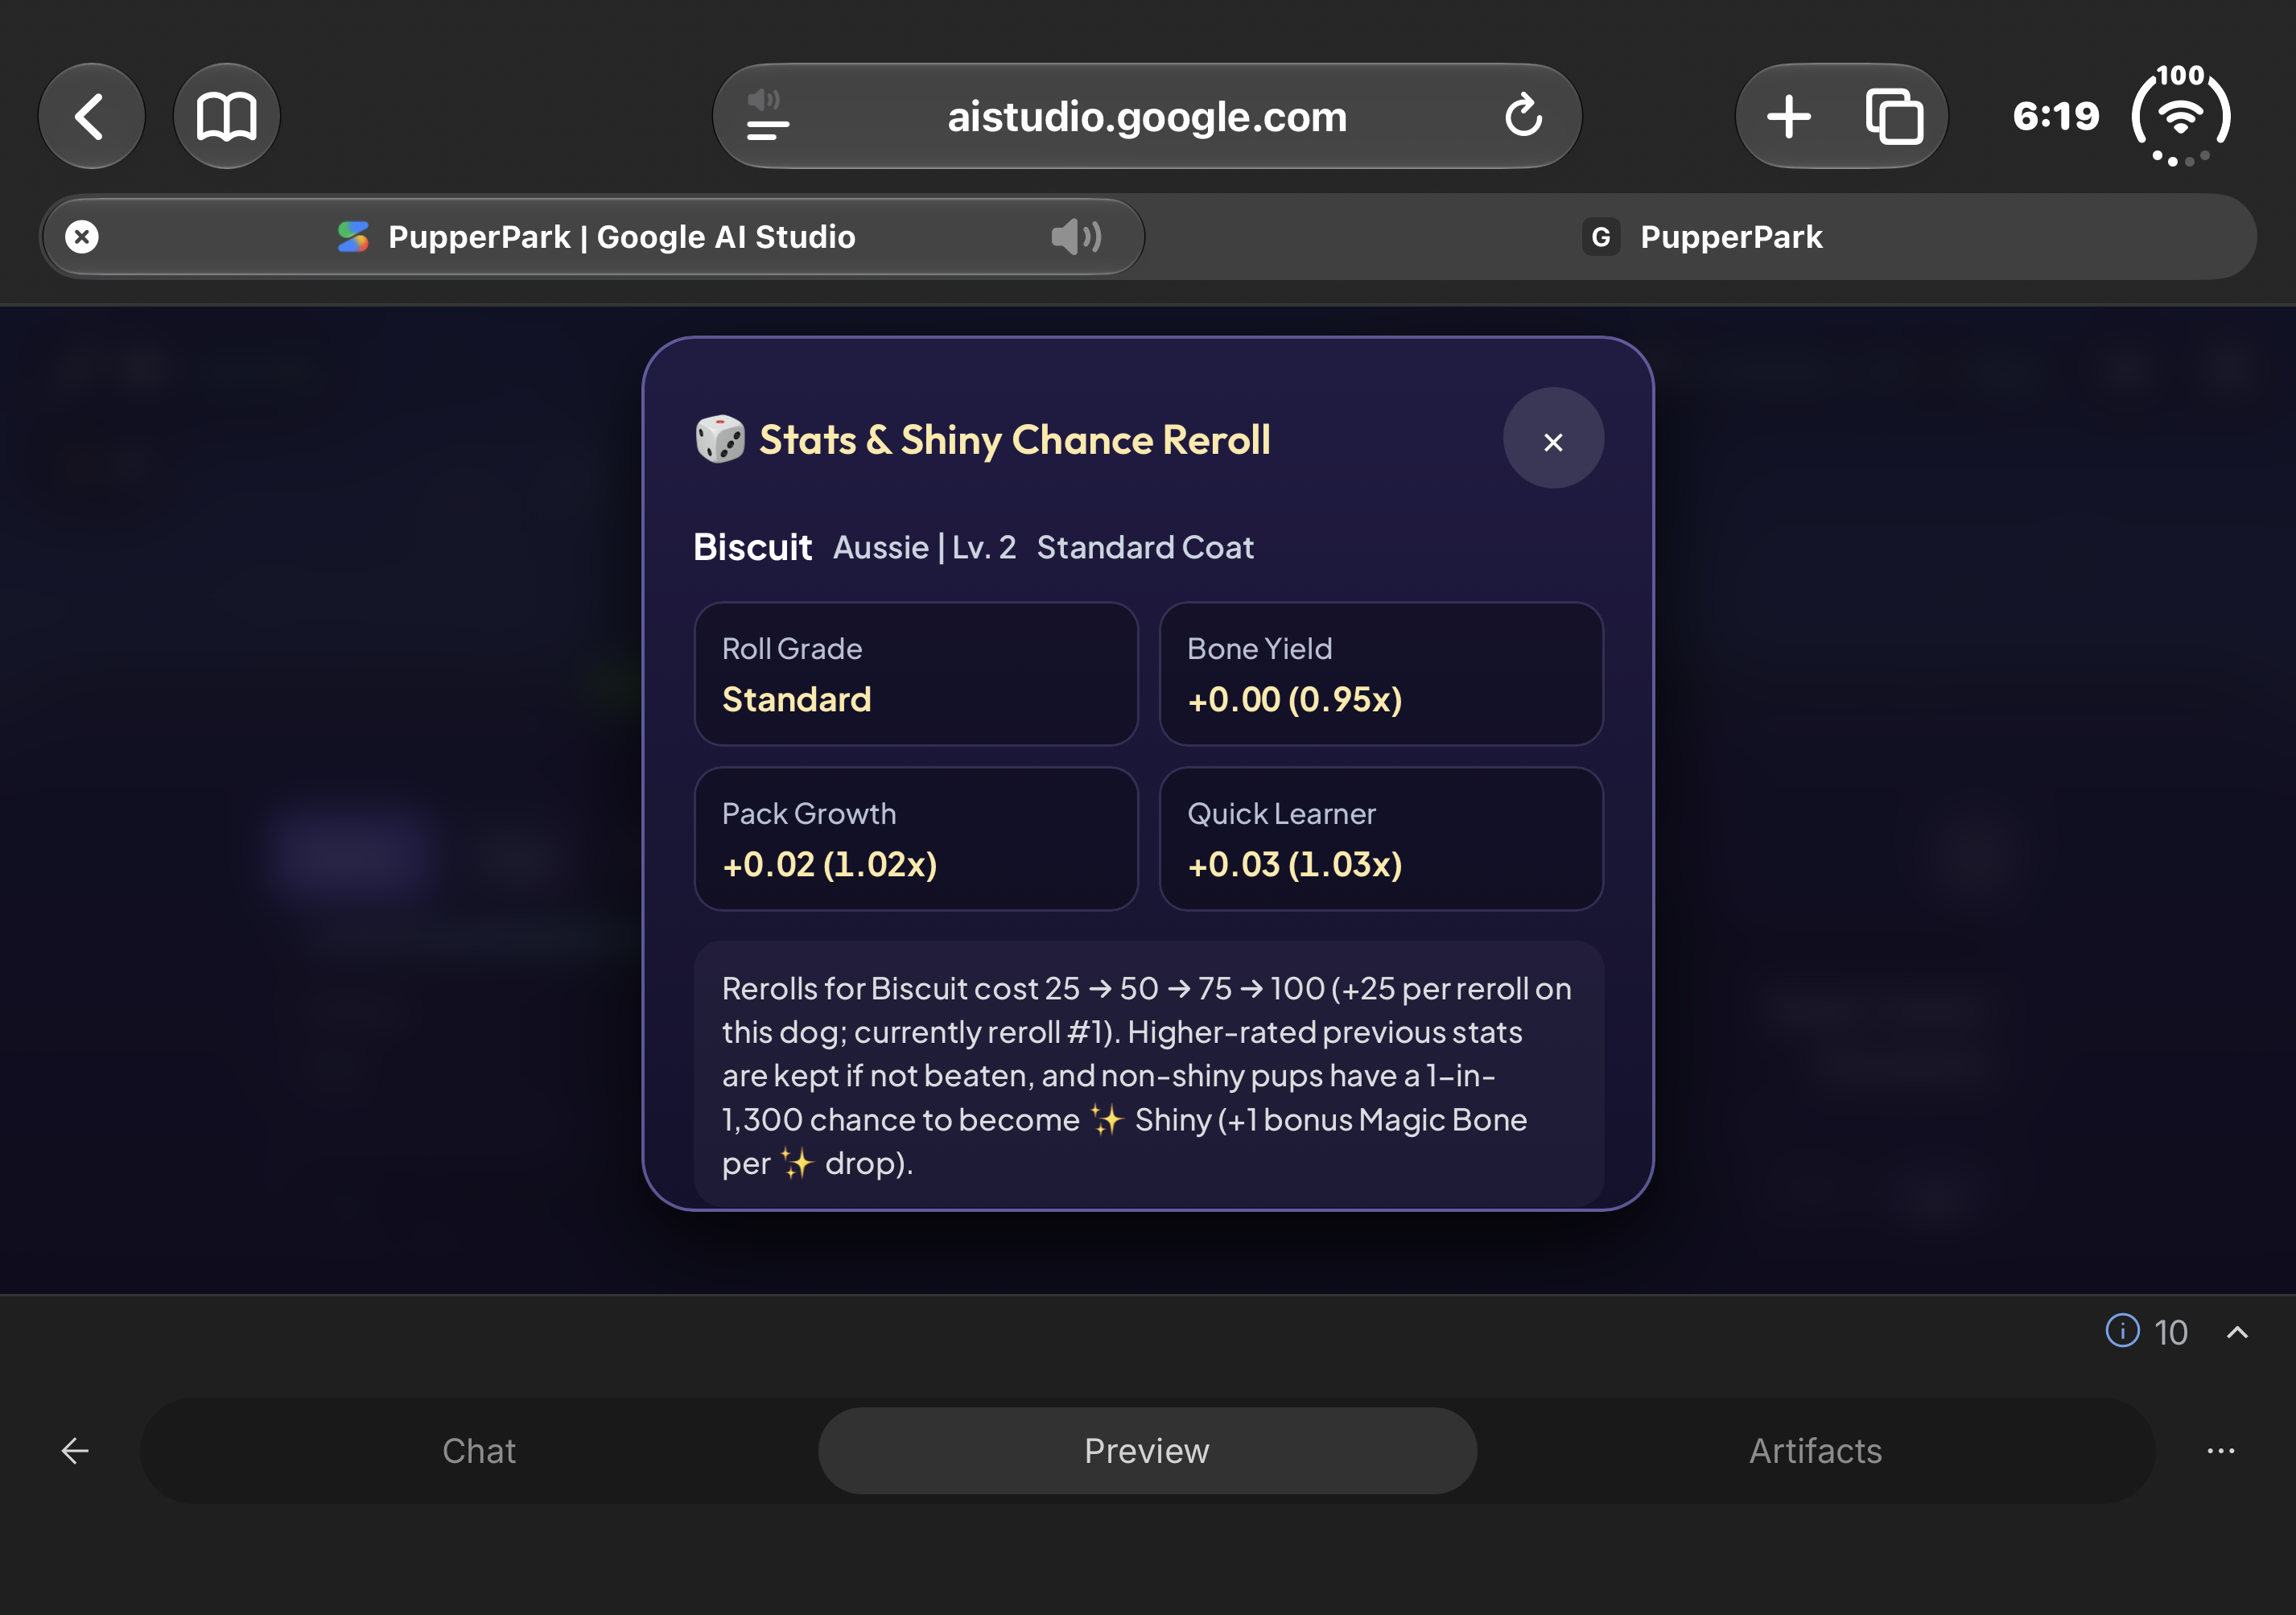 100
aistudio.google.com
6:19
PupperPark | Google AI Studio
G PupperPark
Stats & Shiny Chance Reroll
×
Biscuit Aussie | Lv. 2 Standard Coat
Roll Grade
Standard
Bone Yield
+0.00 (0.95x)
Pack Growth
+0.02 (1.02x)
Quick Learner
+0.03 (1.03x)
Rerolls for Biscuit cost 25 → 50 → 75 → 100 (+25 per reroll on
this dog; currently reroll #1). Higher-rated previous stats
are kept if not beaten, and non-shiny pups have a 1-in-
1,300 chance to become ✨ Shiny (+1 bonus Magic Bone
per ✨ drop).
10
Chat
Preview
Artifacts